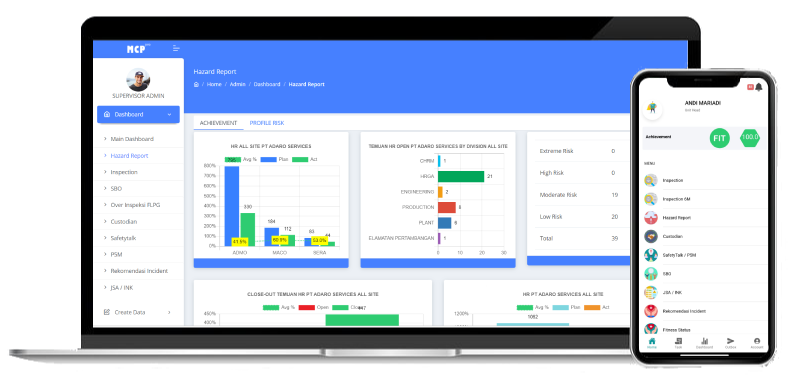 MCP
Hazard Report
Home / Admin / Dashboard / Hazard Report
SUPERVISOR ADMIN
Dashboard
Main Dashboard
Hazard Report
Inspection
SBO
Over Inspeksi FLPG
Custodian
Safetytalk
PSM
Rekomendasi Incident
JSA / INK
Create Data
ACHIEVEMENT PROFILE RISK
HR ALL SITE PT ADARO SERVICES
Avg % Plan Act
800%
700%
600%
500%
400%
300%
200%
100%
0%
184
112
41.5%
60.9%
53.0%
ADMO MACO SERA
TEMUAN HR OPEN PT ADARO SERVICES BY DIVISION ALL SITE
CHRM 1
HRGA 21
ENGINEERING 2
PRODUCTION 8
PLANT 6
ELAMATAN PERTAMBANGAN 1
0 10 20 30
Extreme Risk 0
High Risk 0
Moderate Risk 19
Low Risk 20
Total 39
CLOSE-OUT TEMUAN HR PT ADARO SERVICES ALL SITE
Avg % Open
450%
400%
HR PT ADARO SERVICES ALL SITE
Avg % Plan Act
1200%
1092
ANDI MARIADI
Achievement
FIT
100.0
MENU
Inspection
Inspection SM
Hazard Report
Custodian
SafetyTalk / PSM
SBO
JSA / INK
Rekomendasi Incident
Fitness Status
Home
Dashboard
Account